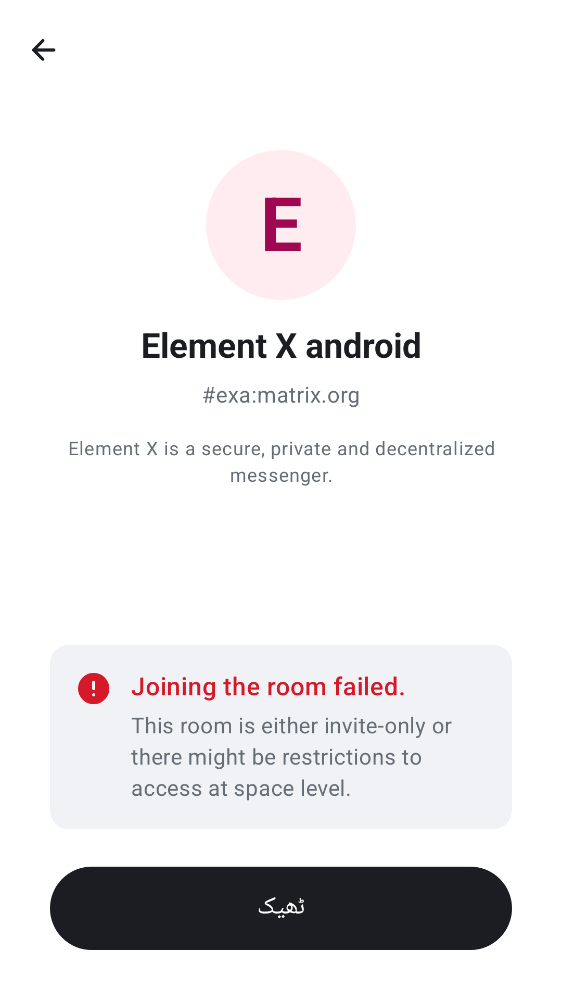 E
Element X android
#exa:matrix.org
Element X is a secure, private and decentralized
messenger.
Joining the room failed.
This room is either invite-only or
there might be restrictions to
access at space level.
ٹھیک